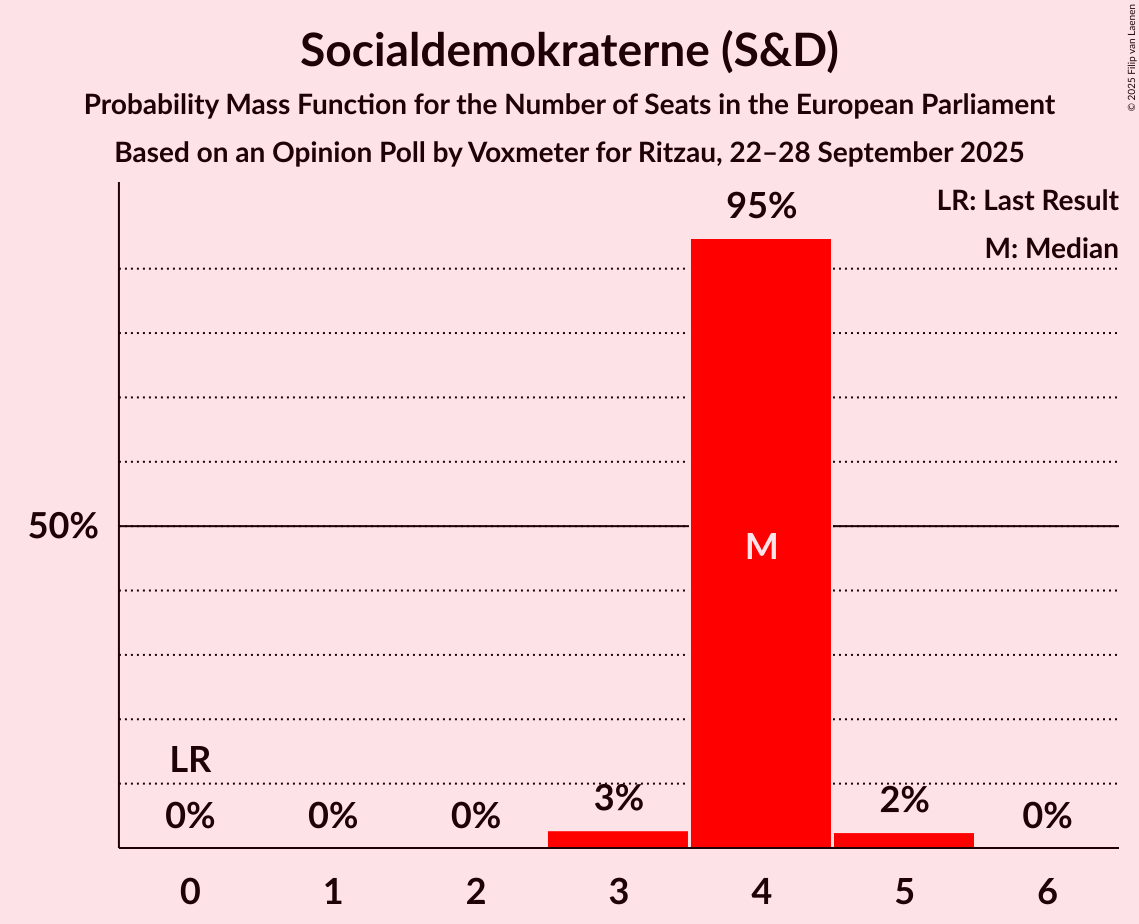 Socialdemokraterne (S&D)
Probability Mass Function for the Number of Seats in the European Parliament
Based on an Opinion Poll by Voxmeter for Ritzau, 22–28 September 2025
© 2025 Filip van Laenen
LR: Last Result
M: Median
95%
50%
M
LR
0%
0%
0%
3%
2%
0%
0
1
2
3
4
5
6